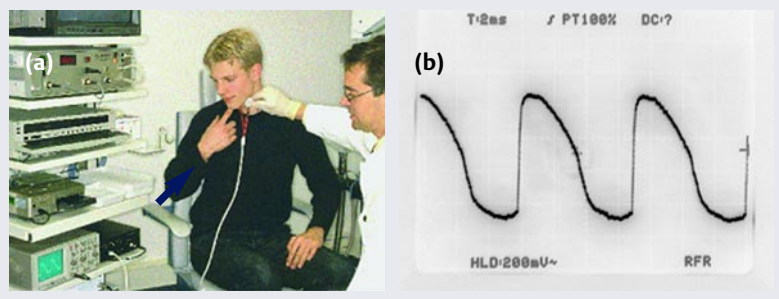 (a)
(b)
T:2ms ∫ PT100% DC:?
HLD:200mV~
RFR